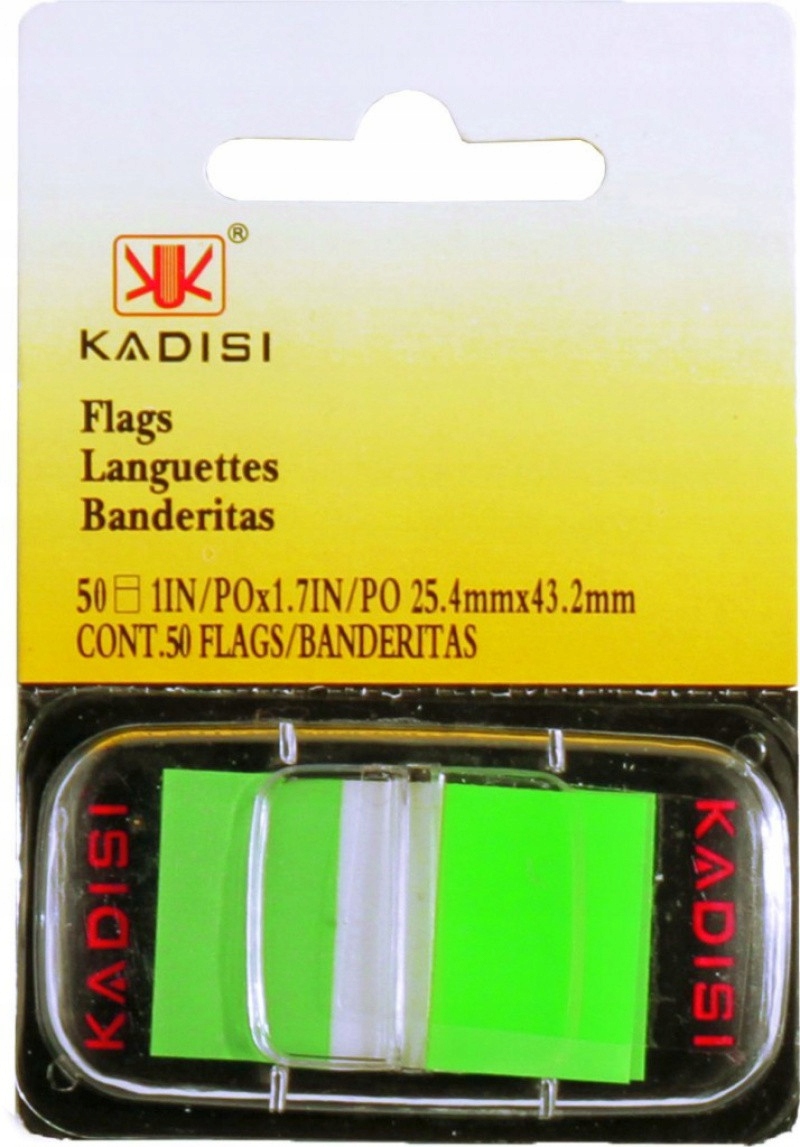 ®
KADISI
Flags
Languettes
Banderitas
50 1IN/POx1.7IN/PO 25.4mmx43.2mm
CONT.50 FLAGS/BANDERITAS
KADISI
KADISI